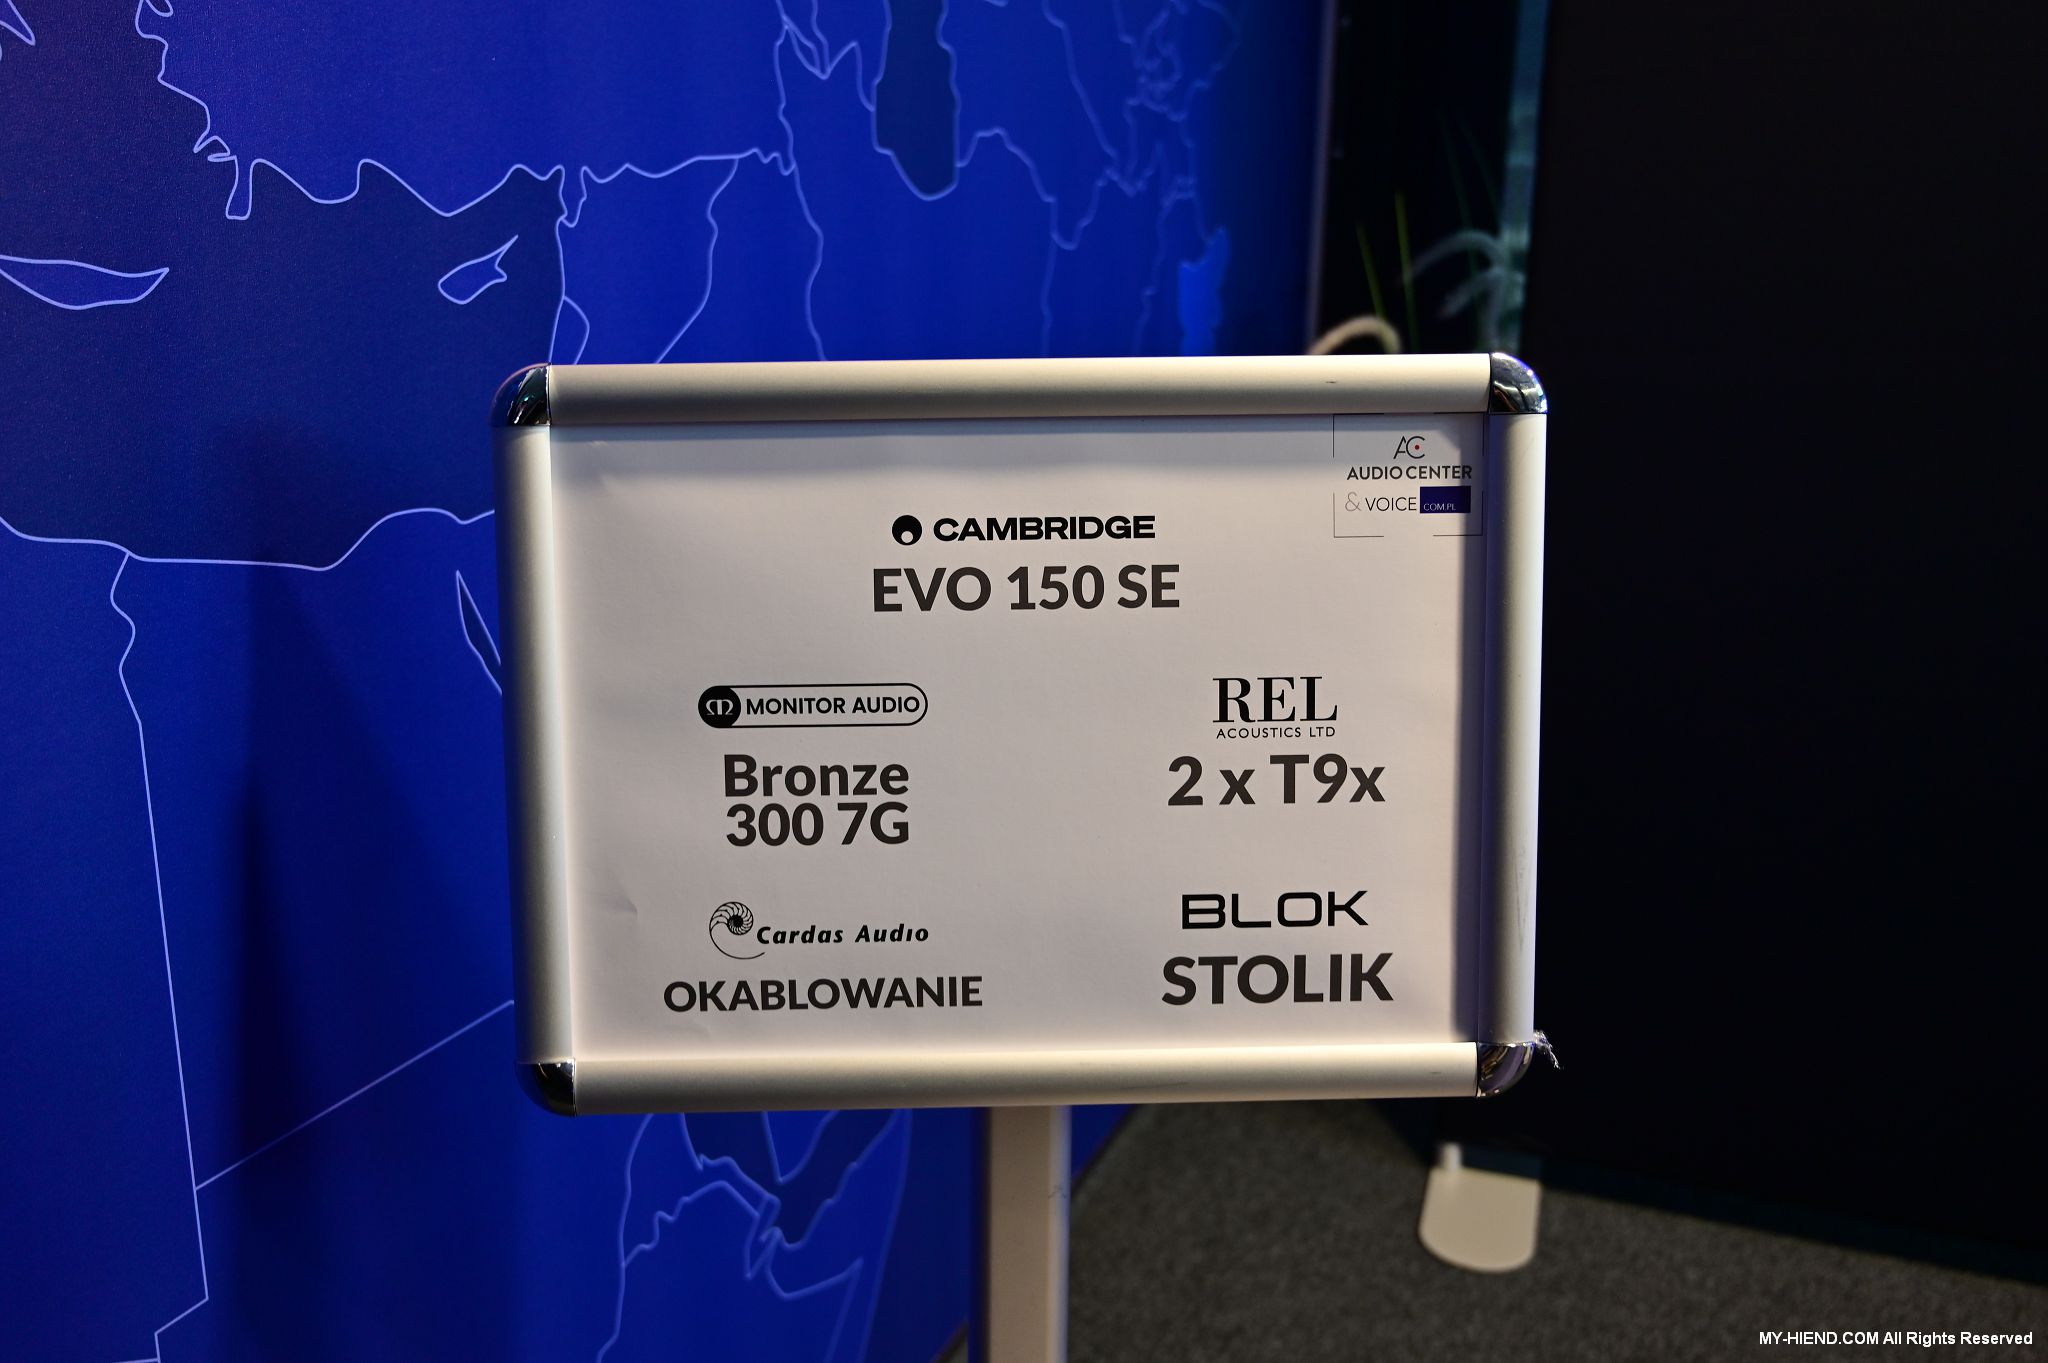 AC
AUDIO CENTER
& VOICE COM.PL
CAMBRIDGE
EVO 150 SE
MONITOR AUDIO
Bronze
300 7G
REL
ACOUSTICS LTD
2 x T9x
Cardas Audio
OKABLOWANIE
BLOK
STOLIK
MY-HIEND.COM All Rights Reserved